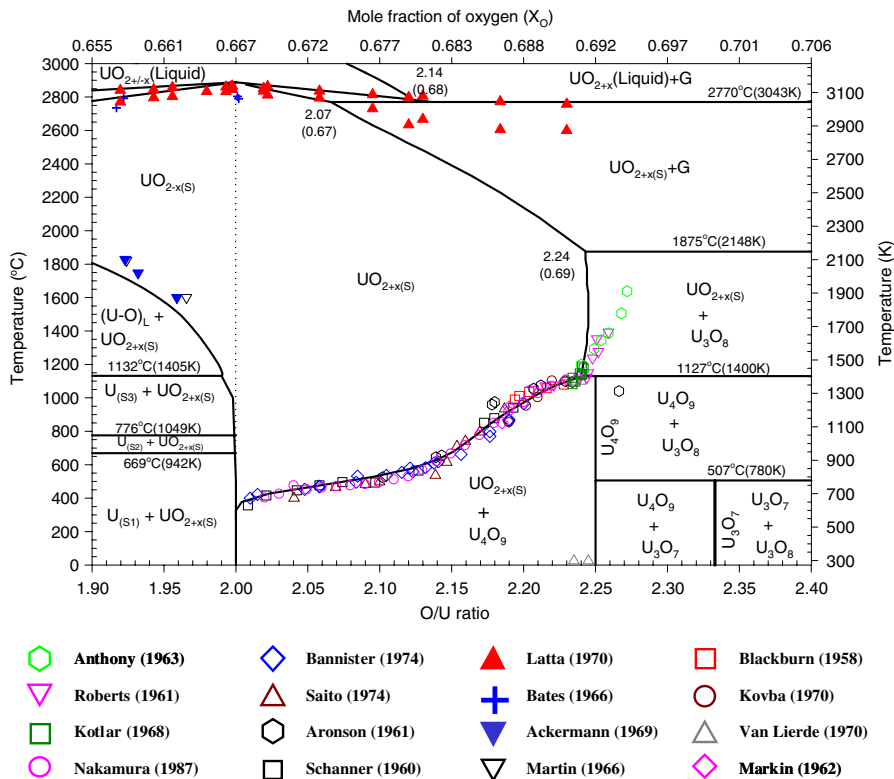 Mole fraction of oxygen (X_O)
0.655 0.661 0.667 0.672 0.677 0.683 0.688 0.692 0.697 0.701 0.706
3000
2800
2600
2400
2200
2000
1800
1600
1400
1200
1000
800
600
400
200
0
Temperature (°C)
3100
2900
2700
2500
2300
2100
1900
1700
1500
1300
1100
900
700
500
300
Temperature (K)
UO2+/-x(Liquid)
2.14
(0.68)
UO2+x(Liquid)+G
2770°C(3043K)
2.07
(0.67)
UO2-x(S)
UO2+x(S)+G
1875°C(2148K)
2.24
(0.69)
UO2+x(S)
UO2+x(S)
+
U3O8
(U-O)L +
UO2+x(S)
1132°C(1405K)
1127°C(1400K)
U(S3) + UO2+x(S)
U4O9
U4O9
+
U3O8
776°C(1049K)
U(S2) + UO2+x(S)
669°C(942K)
507°C(780K)
U(S1) + UO2+x(S)
UO2+x(S)
+
U4O9
U4O9
+
U3O7
U3O7
U3O7
+
U3O8
1.90 1.95 2.00 2.05 2.10 2.15 2.20 2.25 2.30 2.35 2.40
O/U ratio
Anthony (1963)
Bannister (1974)
Latta (1970)
Blackburn (1958)
Roberts (1961)
Saito (1974)
Bates (1966)
Kovba (1970)
Kotlar (1968)
Aronson (1961)
Ackermann (1969)
Van Lierde (1970)
Nakamura (1987)
Schanner (1960)
Martin (1966)
Markin (1962)